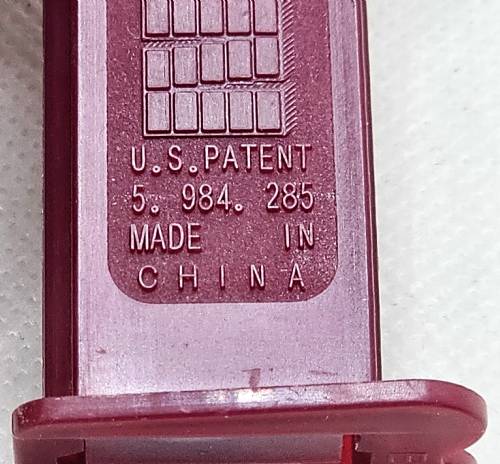 U.S.PATENT
5. 984. 285
MADE IN
CHINA